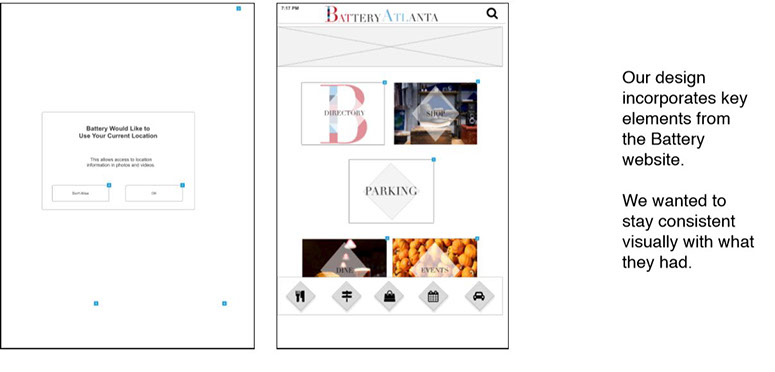 Battery Would Like to
Use Your Current Location
This allows access to location
information in photos and videos.
Don't Allow
OK
7:17 PM
BATTERY ATLANTA
DIRECTORY
SHOP
PARKING
DINE
EVENTS
Our design
incorporates key
elements from
the Battery
website.
We wanted to
stay consistent
visually with what
they had.